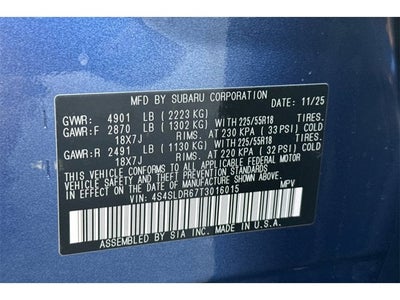 MFD BY SUBARU CORPORATION 11/25
GVWR: 4901 LB ( 2223 KG)
GAWR:F 2870 LB ( 1302 KG) WITH 225/55R18 TIRES.
18X7J RIMS. AT 230 KPA ( 33 PSI) COLD
GAWR:R 2491 LB ( 1130 KG) WITH 225/55R18 TIRES.
18X7J RIMS. AT 220 KPA ( 32 PSI) COLD
THIS VEHICLE CONFORMS TO ALL APPLICABLE FEDERAL MOTOR
VEHICLE SAFETY AND THEFT PREVENTION STANDARDS IN
EFFECT ON THE DATE OF MANUFACTURE SHOWN ABOVE.
VIN: 4S4SLDR67T3016015 MPV
ASSEMBLED BY SIA INC. MADE IN U.S.A.